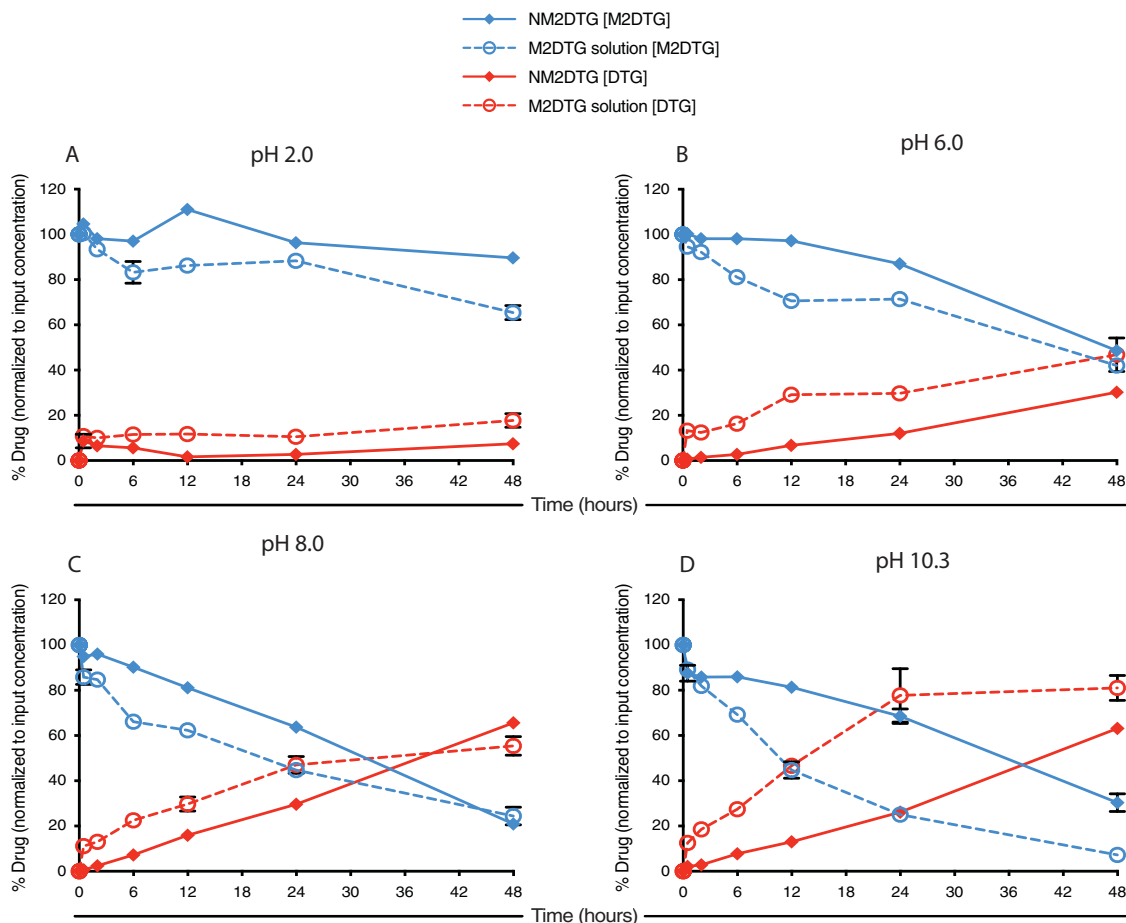 NM2DTG [M2DTG]
M2DTG solution [M2DTG]
NM2DTG [DTG]
M2DTG solution [DTG]
A
pH 2.0
% Drug (normalized to input concentration)
120
100
80
60
40
20
0
0 6 12 18 24 30 36 42 48
B
pH 6.0
% Drug (normalized to input concentration)
120
100
80
60
40
20
0
0 6 12 18 24 30 36 42 48
Time (hours)
C
pH 8.0
% Drug (normalized to input concentration)
120
100
80
60
40
20
0
0 6 12 18 24 30 36 42 48
D
pH 10.3
% Drug (normalized to input concentration)
120
100
80
60
40
20
0
0 6 12 18 24 30 36 42 48
Time (hours)